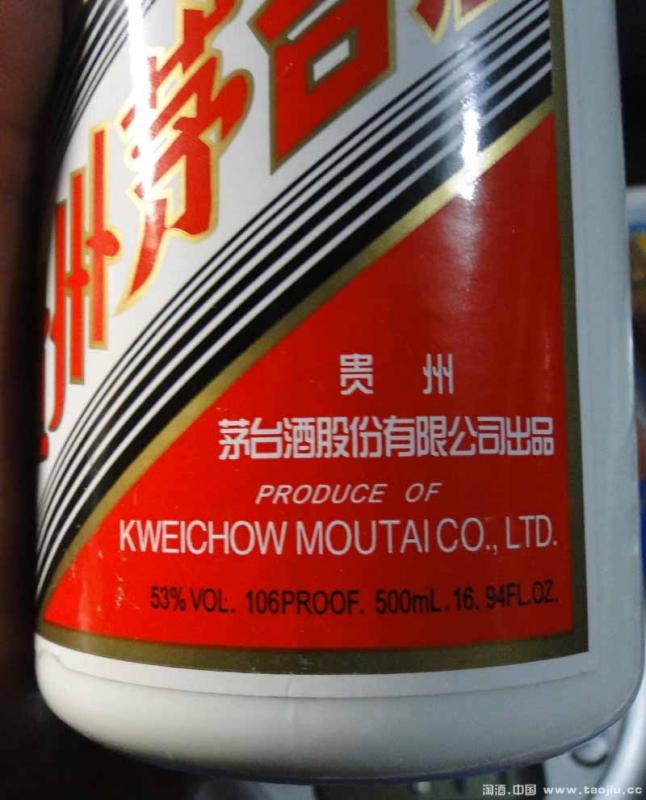 州茅台
贵 州
茅台酒股份有限公司出品
PRODUCE OF
KWEICHOW MOUTAI CO., LTD.
53% VOL. 106PROOF. 500mL. 16. 94FL.OZ.
淘酒.中国 www.taojiu.cc